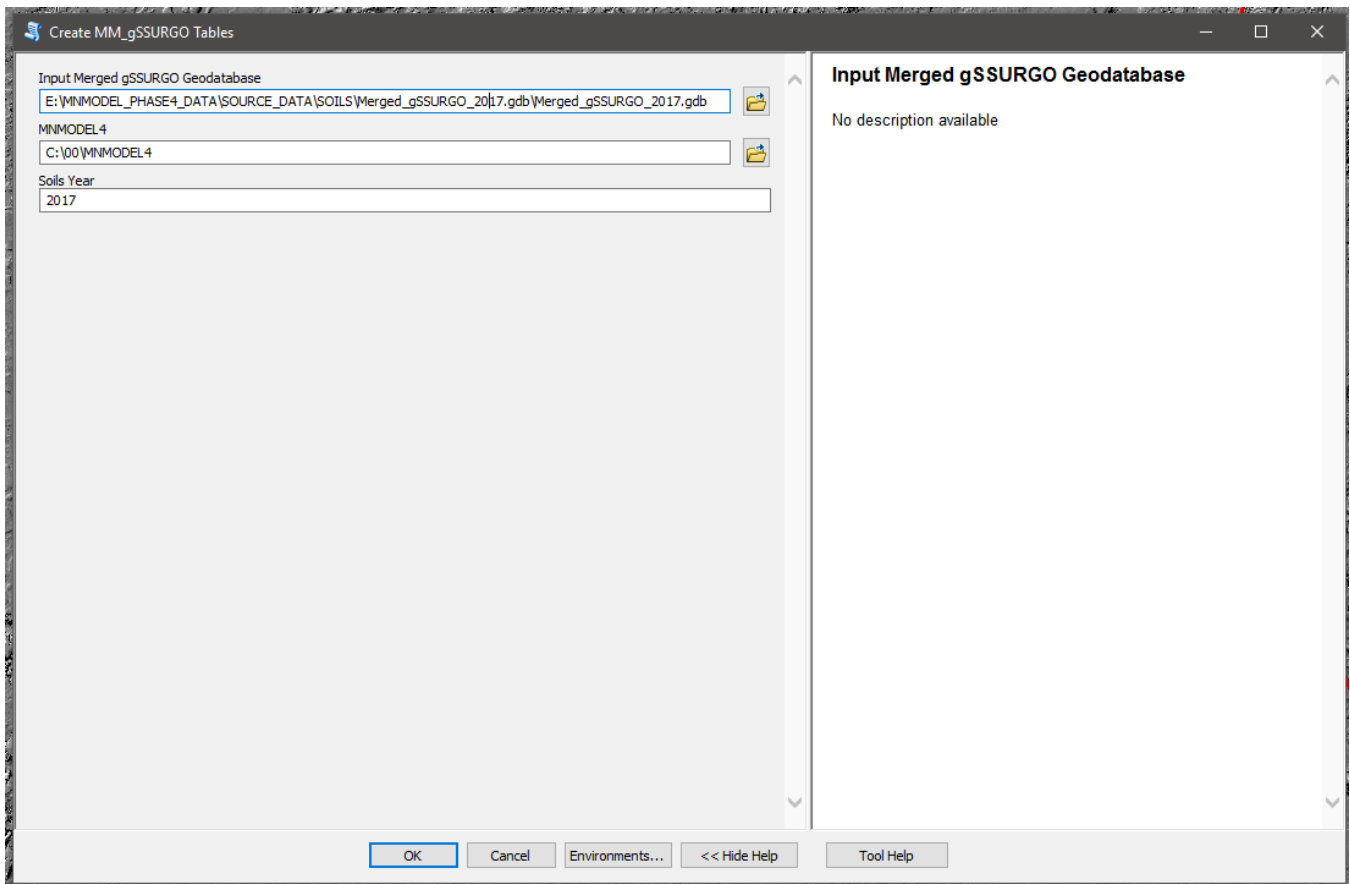 Create MM_gSSURGO Tables
Input Merged gSSURGO Geodatabase
E:\MNMODEL_PHASE4_DATA\SOURCE_DATA\SOILS\Merged_gSSURGO_2017.gdb\Merged_gSSURGO_2017.gdb
MNMODEL4
C:\00\MNMODEL4
Soils Year
2017
Input Merged gSSURGO Geodatabase
No description available
OK
Cancel
Environments...
<< Hide Help
Tool Help